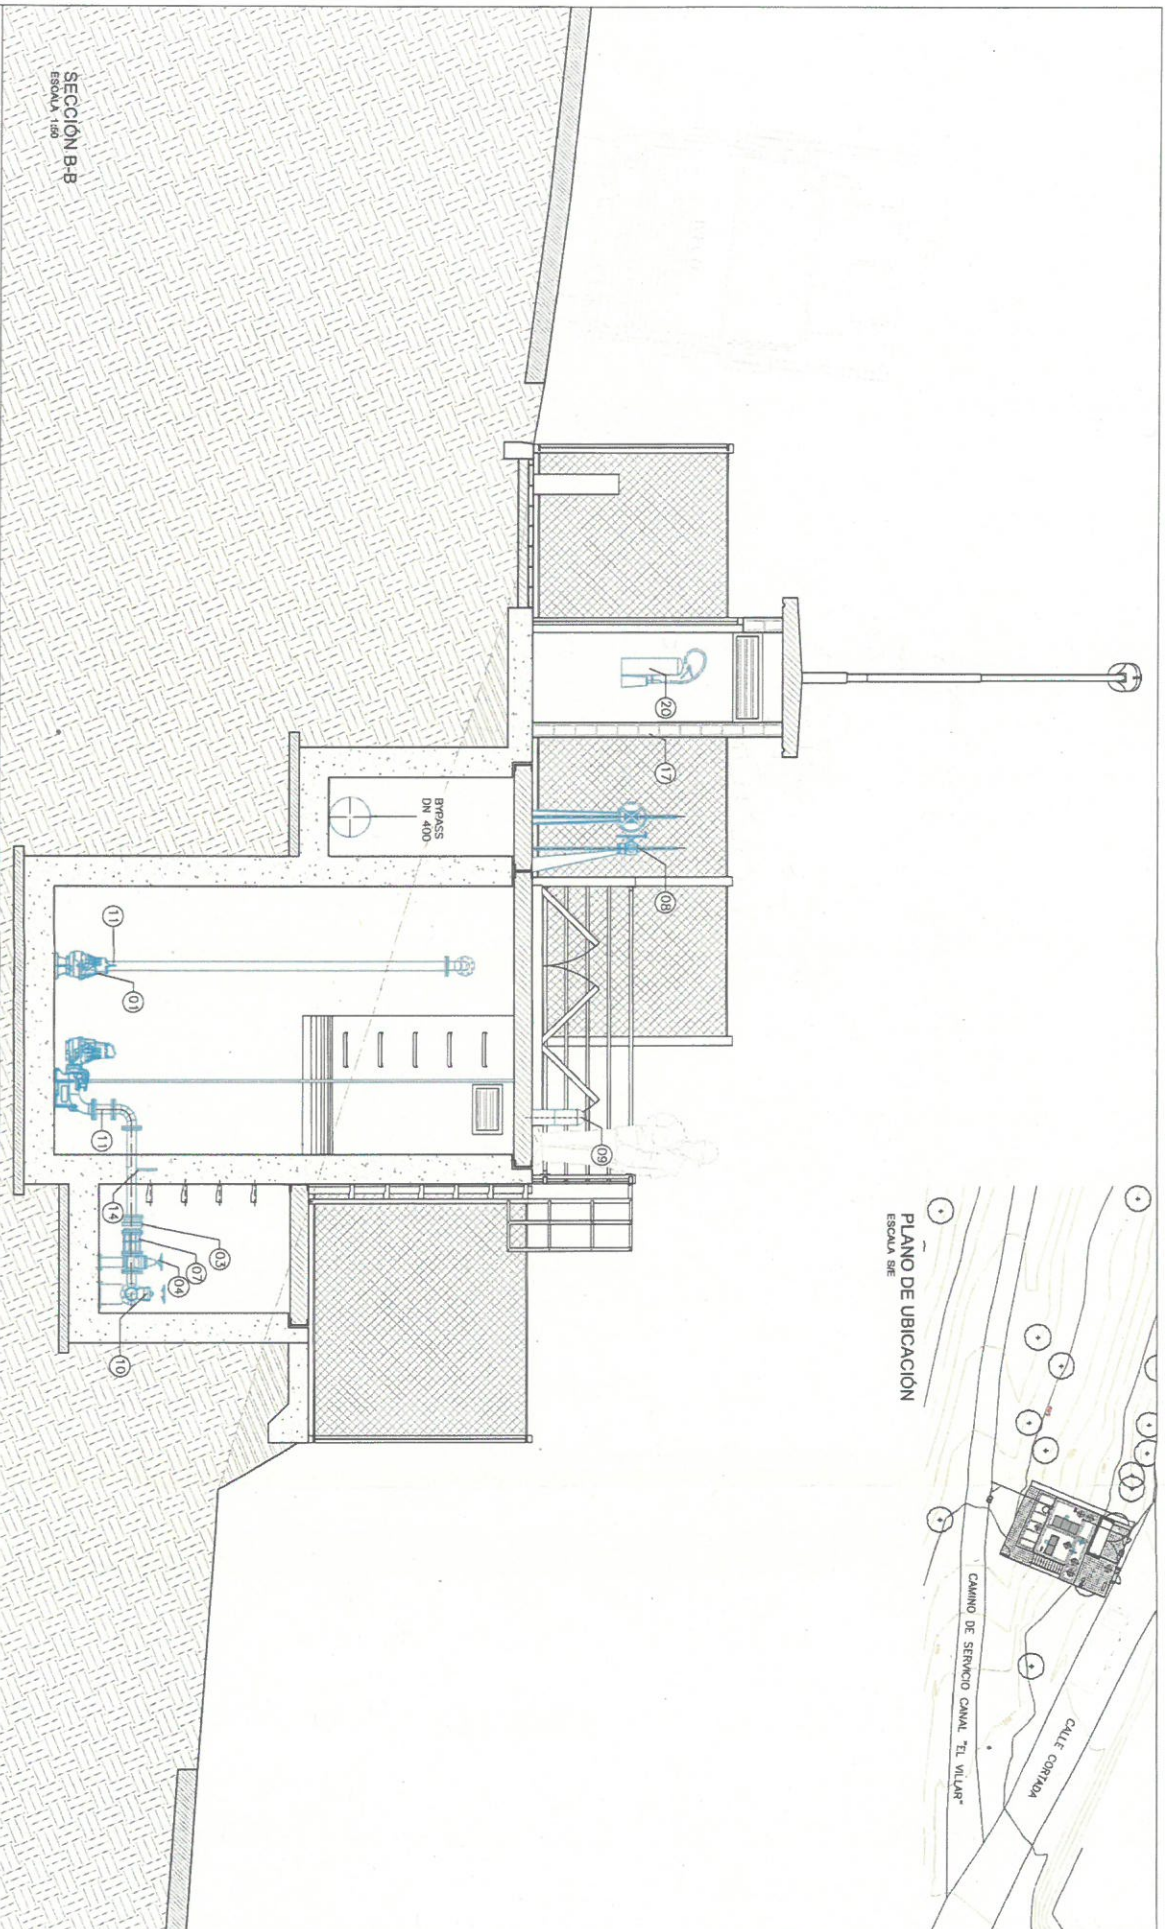 PLANO DE UBICACIÓN
ESCALA S/E
CALLE CORTADA
CAMINO DE SERVICIO CANAL "EL VILLAR"
20
17
08
09
BYPASS
DN 400
11
01
11
14
03
07
04
10
SECCIÓN B-B
ESCALA 1:50